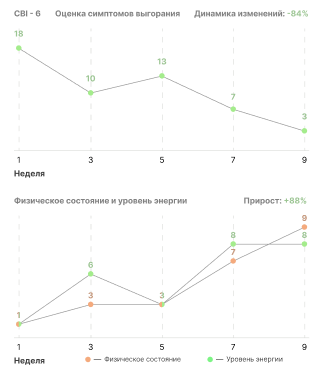 CBI - 6 Оценка симптомов выгорания Динамика изменений: -84%
18
13
10
7
3
1 3 5 7 9
Неделя
Физическое состояние и уровень энергии Прирост: +88%
9
8 8
7
6
3 3
1
1 3 5 7 9
Неделя — Физическое состояние — Уровень энергии